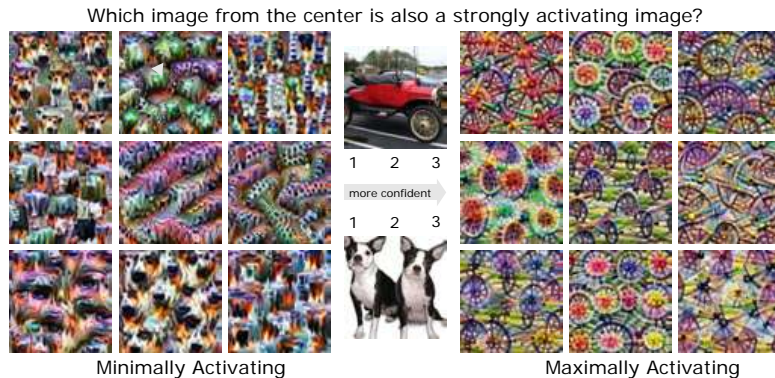 Which image from the center is also a strongly activating image?
1 2 3
more confident
1 2 3
Minimally Activating
Maximally Activating